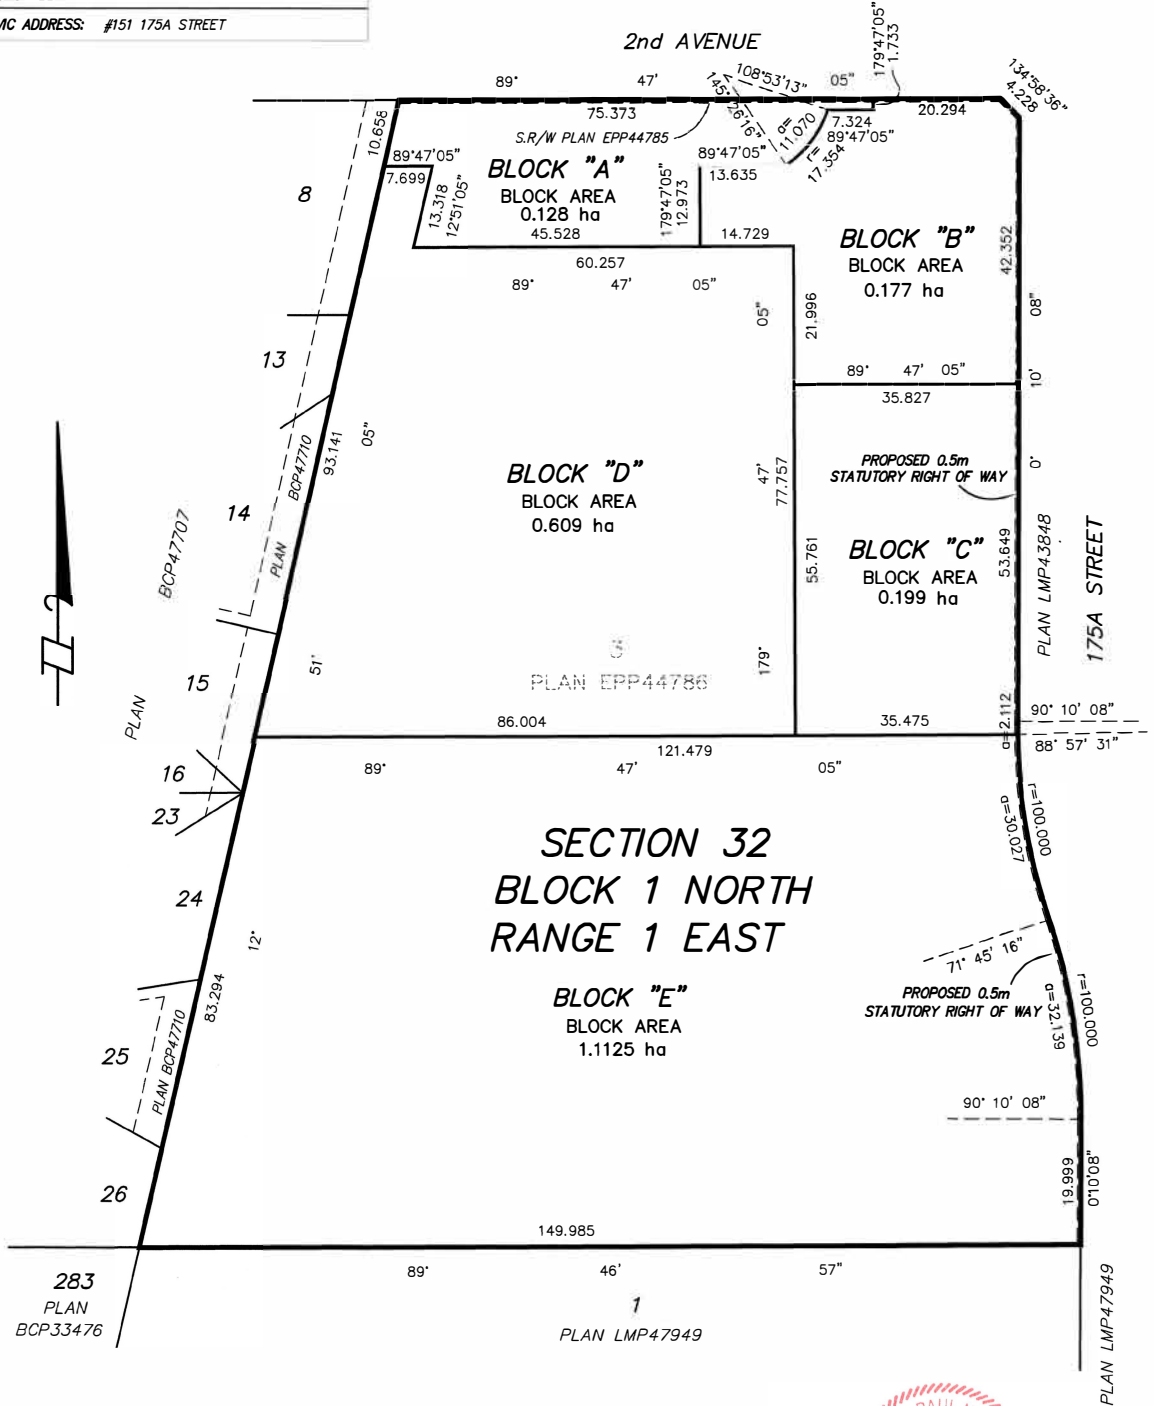 MC ADDRESS: #151 175A STREET
2nd AVENUE
89° 47' 05"
75.373
108°53'13"
145°26'16"
179°47'05"
1.733
134°58'36"
4.228
20.294
7.324
89°47'05"
a=
11.070
r=
17.354
S.R/W PLAN EPP44785
10.658
89°47'05"
7.699
13.318
12°51'05"
BLOCK "A"
BLOCK AREA
0.128 ha
45.528
179°47'05"
12.973
89°47'05"
13.635
14.729
60.257
89° 47' 05"
BLOCK "B"
BLOCK AREA
0.177 ha
42.352
21.996
89° 47' 05"
35.827
0° 10' 08"
8
13
14
15
16
23
24
25
26
PLAN BCP47707
PLAN BCP47710
93.141
12° 51' 05"
BLOCK "D"
BLOCK AREA
0.609 ha
179° 47' 05"
77.757
55.761
PROPOSED 0.5m
STATUTORY RIGHT OF WAY
BLOCK "C"
BLOCK AREA
0.199 ha
53.649
PLAN LMP43848
175A STREET
3
PLAN EPP44786
86.004
35.475
a=2.112
90° 10' 08"
88° 57' 31"
121.479
89° 47' 05"
SECTION 32
BLOCK 1 NORTH
RANGE 1 EAST
r=100.000
a=30.027
71° 45' 16"
PROPOSED 0.5m
STATUTORY RIGHT OF WAY
r=100.000
a=32.139
BLOCK "E"
BLOCK AREA
1.1125 ha
83.294
PLAN BCP47710
90° 10' 08"
19.999
0°10'08"
149.985
89° 46' 57"
283
PLAN
BCP33476
1
PLAN LMP47949
PLAN LMP47949